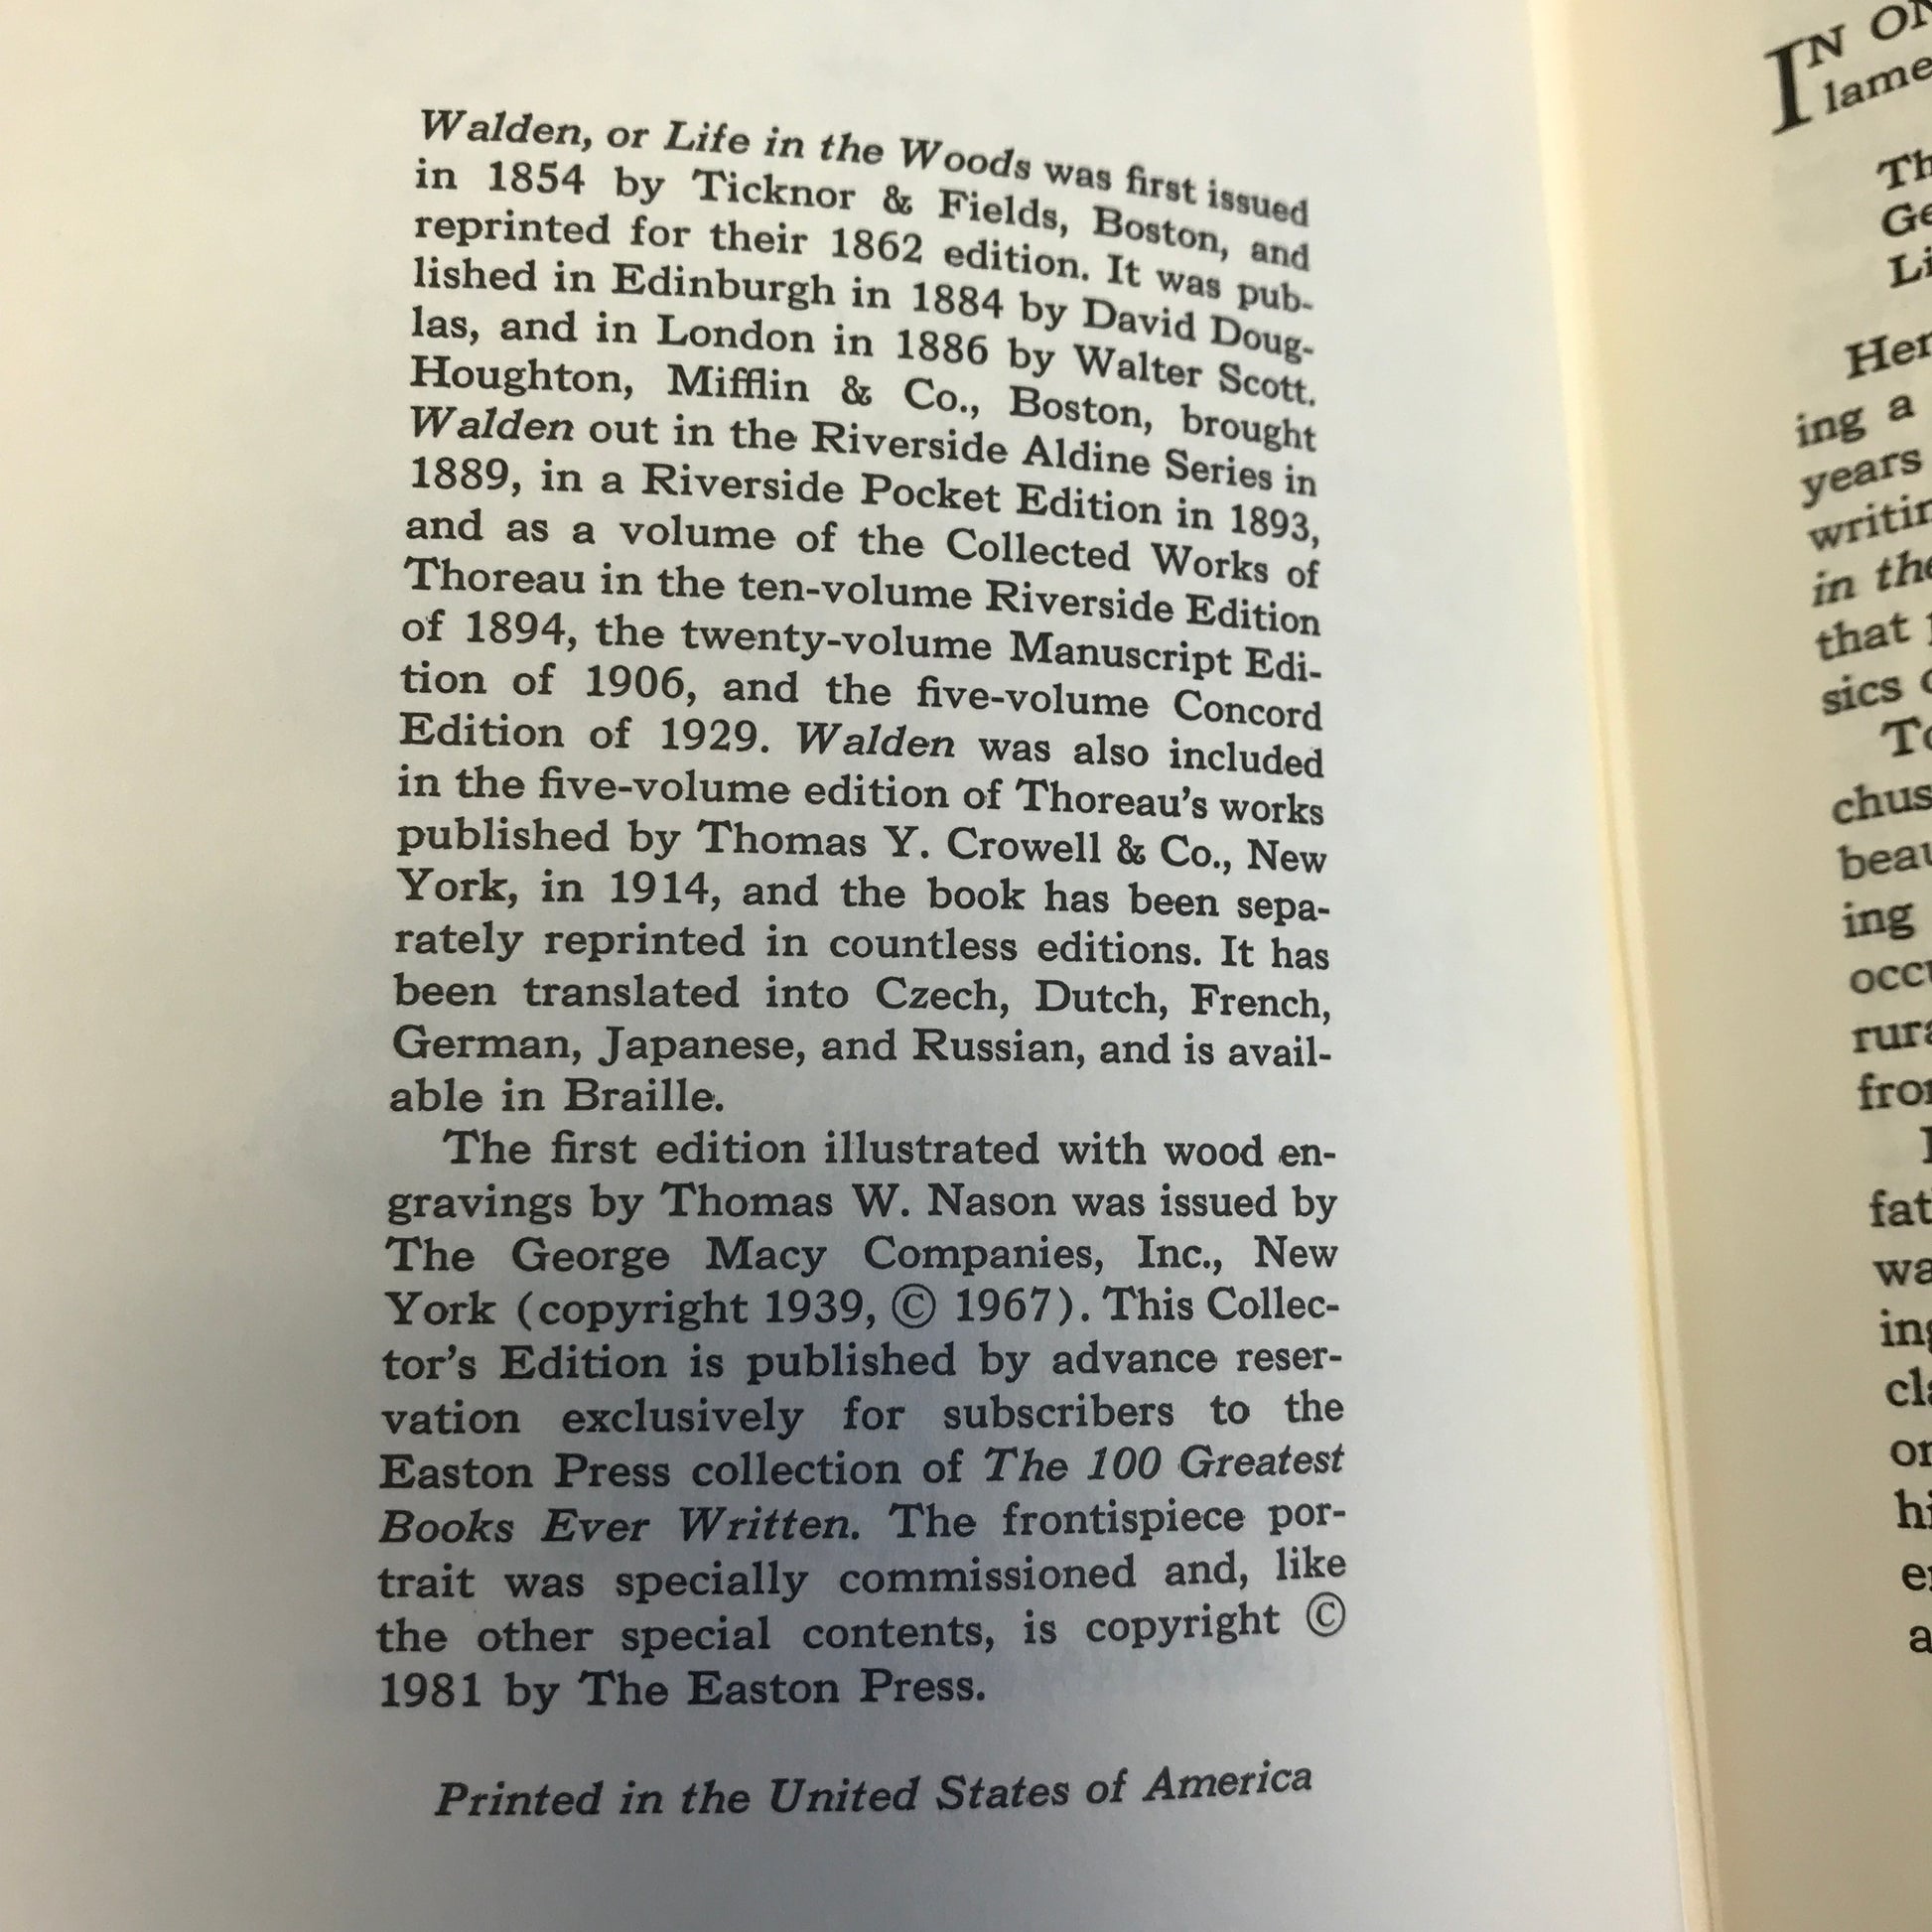 Walden, or Life in the Woods was first issued
in 1854 by Ticknor & Fields, Boston, and
reprinted for their 1862 edition. It was pub-
lished in Edinburgh in 1884 by David Doug-
las, and in London in 1886 by Walter Scott.
Houghton, Mifflin & Co., Boston, brought
Walden out in the Riverside Aldine Series in
1889, in a Riverside Pocket Edition in 1893,
and as a volume of the Collected Works of
Thoreau in the ten-volume Riverside Edition
of 1894, the twenty-volume Manuscript Edi-
tion of 1906, and the five-volume Concord
Edition of 1929. Walden was also included
in the five-volume edition of Thoreau's works
published by Thomas Y. Crowell & Co., New
York, in 1914, and the book has been sepa-
rately reprinted in countless editions. It has
been translated into Czech, Dutch, French,
German, Japanese, and Russian, and is avail-
able in Braille.
The first edition illustrated with wood en-
gravings by Thomas W. Nason was issued by
The George Macy Companies, Inc., New
York (copyright 1939, © 1967). This Collec-
tor's Edition is published by advance reser-
vation exclusively for subscribers to the
Easton Press collection of The 100 Greatest
Books Ever Written. The frontispiece por-
trait was specially commissioned and, like
the other special contents, is copyright ©
1981 by The Easton Press.
Printed in the United States of America
IN
lame
ing a
years
in the
that
sics
ing